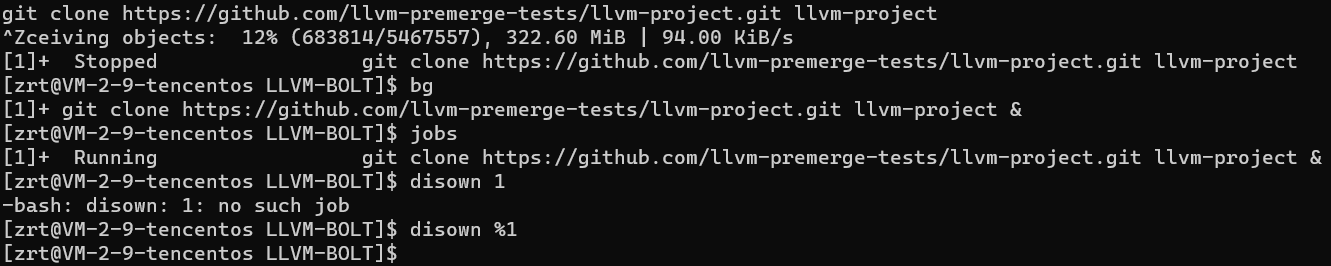 git clone https://github.com/llvm-premerge-tests/llvm-project.git llvm-project
^Zceiving objects:  12% (683814/5467557), 322.60 MiB | 94.00 KiB/s
[1]+  Stopped                 git clone https://github.com/llvm-premerge-tests/llvm-project.git llvm-project
[zrt@VM-2-9-tencentos LLVM-BOLT]$ bg
[1]+ git clone https://github.com/llvm-premerge-tests/llvm-project.git llvm-project &
[zrt@VM-2-9-tencentos LLVM-BOLT]$ jobs
[1]+  Running                 git clone https://github.com/llvm-premerge-tests/llvm-project.git llvm-project &
[zrt@VM-2-9-tencentos LLVM-BOLT]$ disown 1
-bash: disown: 1: no such job
[zrt@VM-2-9-tencentos LLVM-BOLT]$ disown %1
[zrt@VM-2-9-tencentos LLVM-BOLT]$